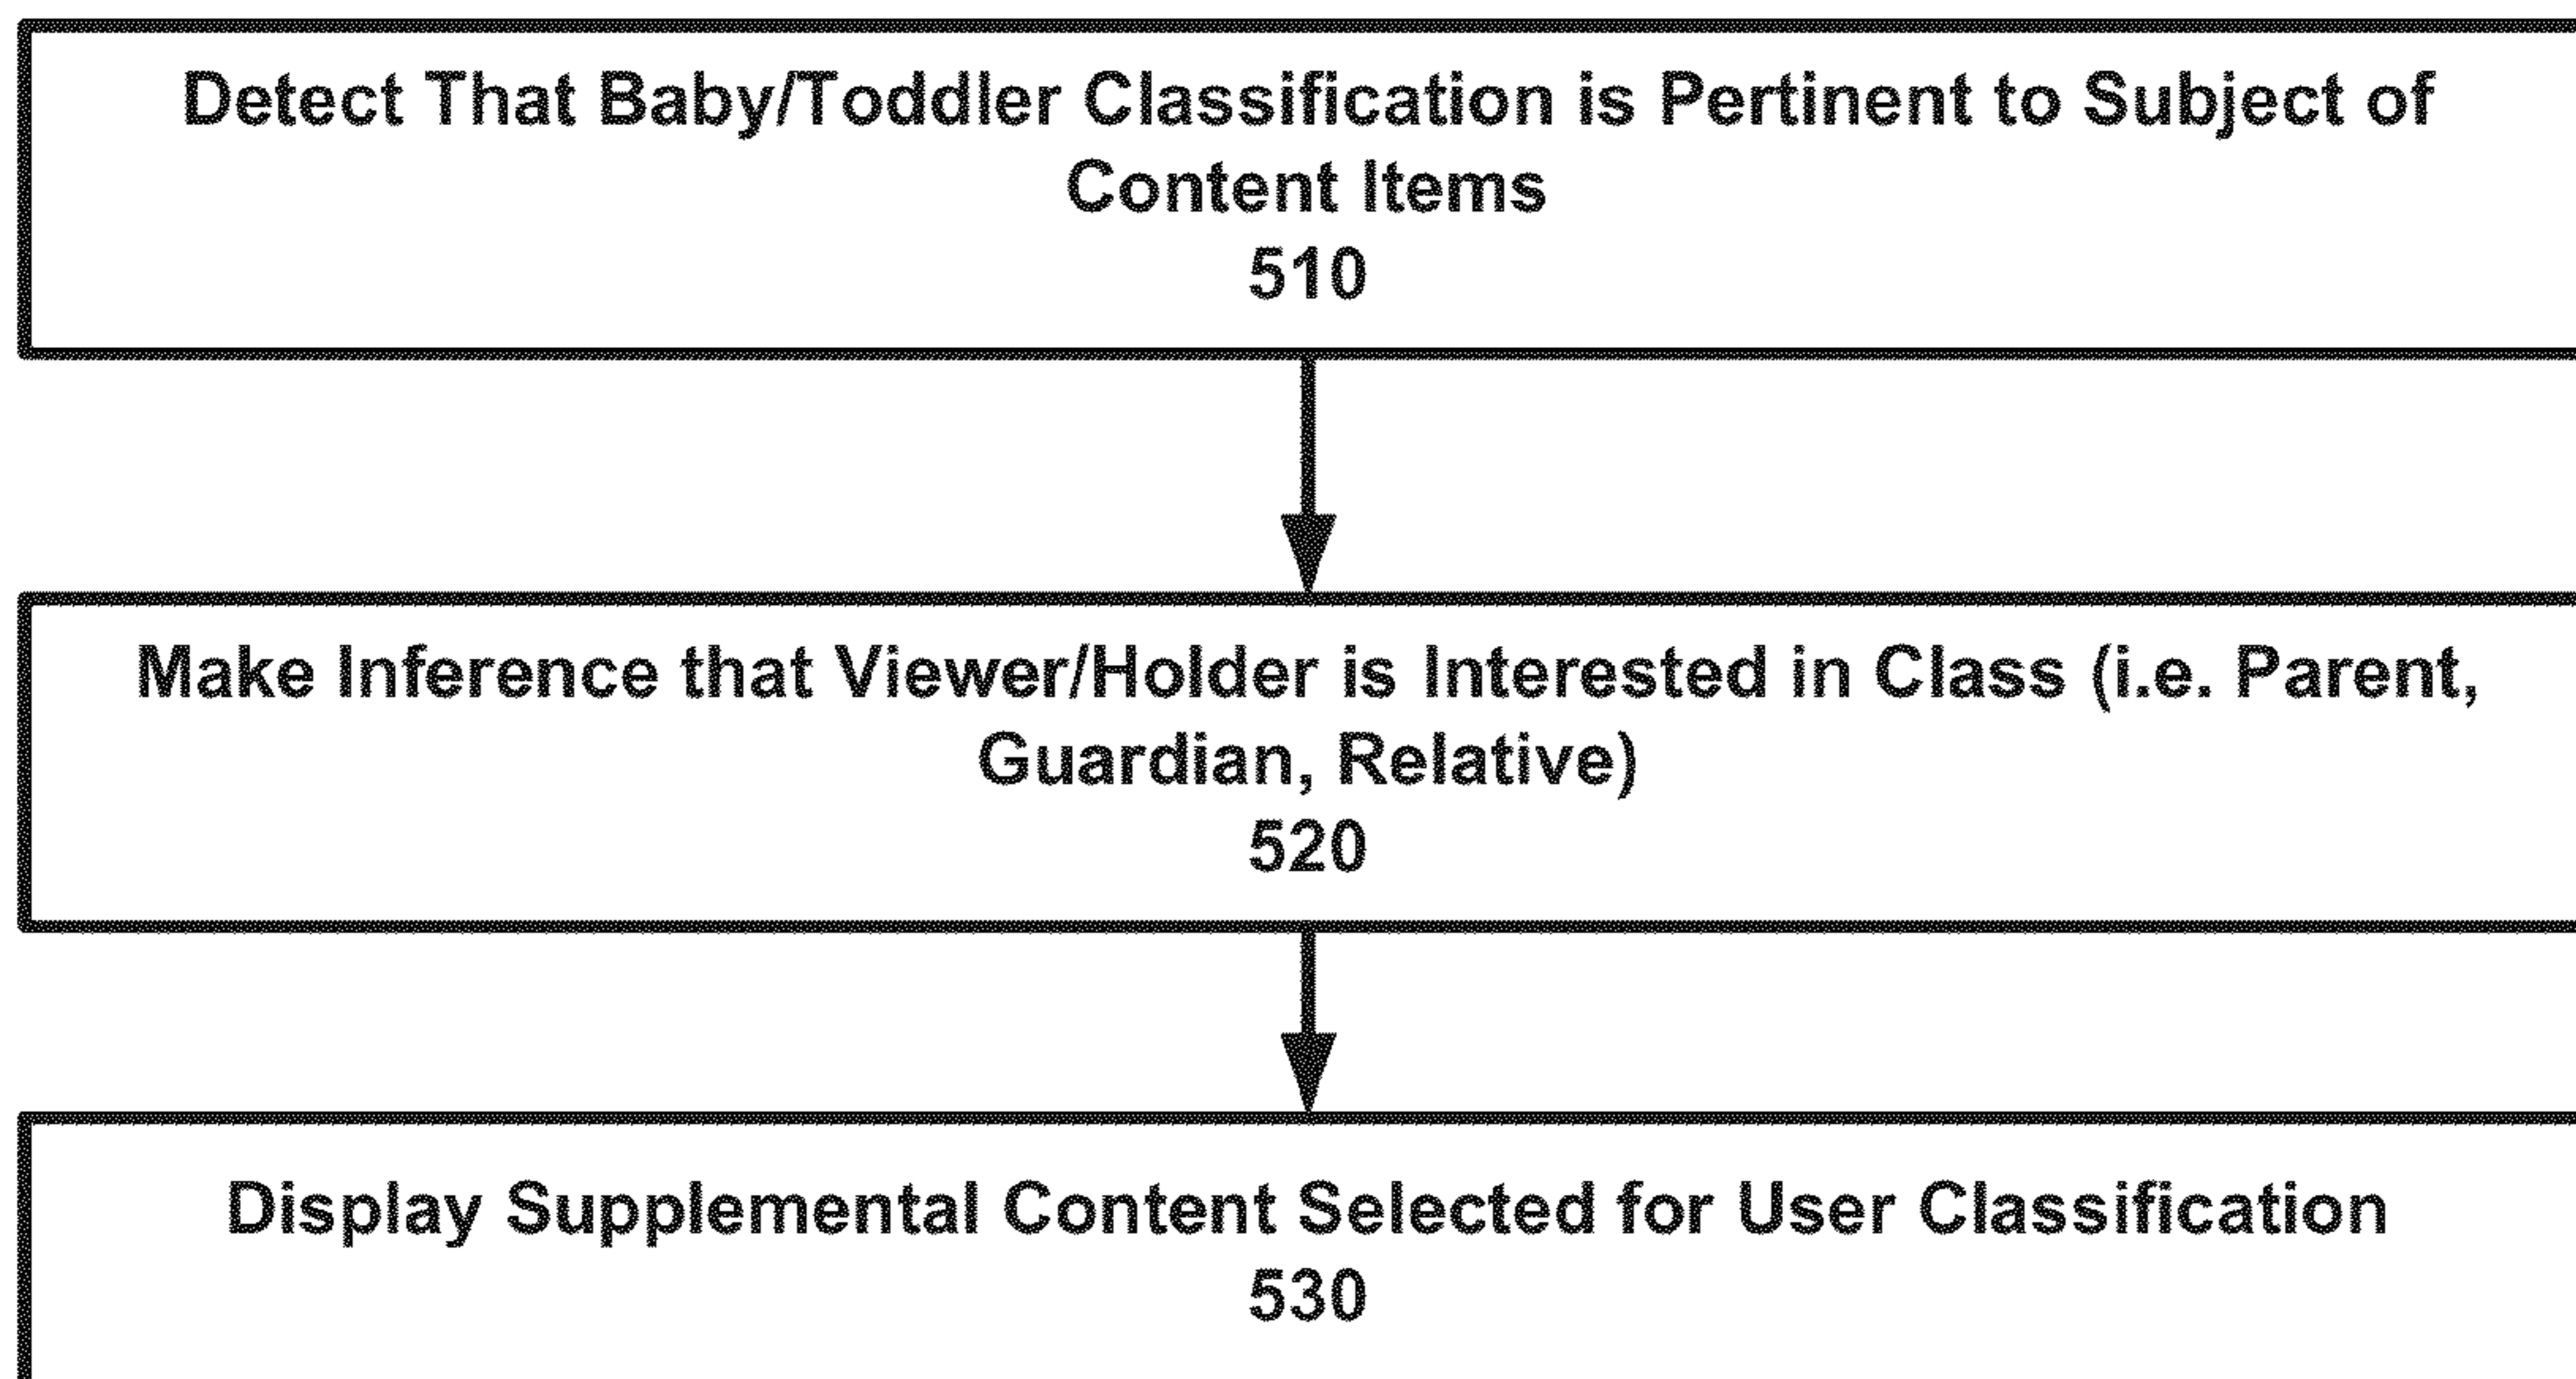 Detect That Baby/Toddler Classification is Pertinent to Subject of
Content Items
510
Make Inference that Viewer/Holder is Interested in Class (i.e. Parent,
Guardian, Relative)
520
Display Supplemental Content Selected for User Classification
530